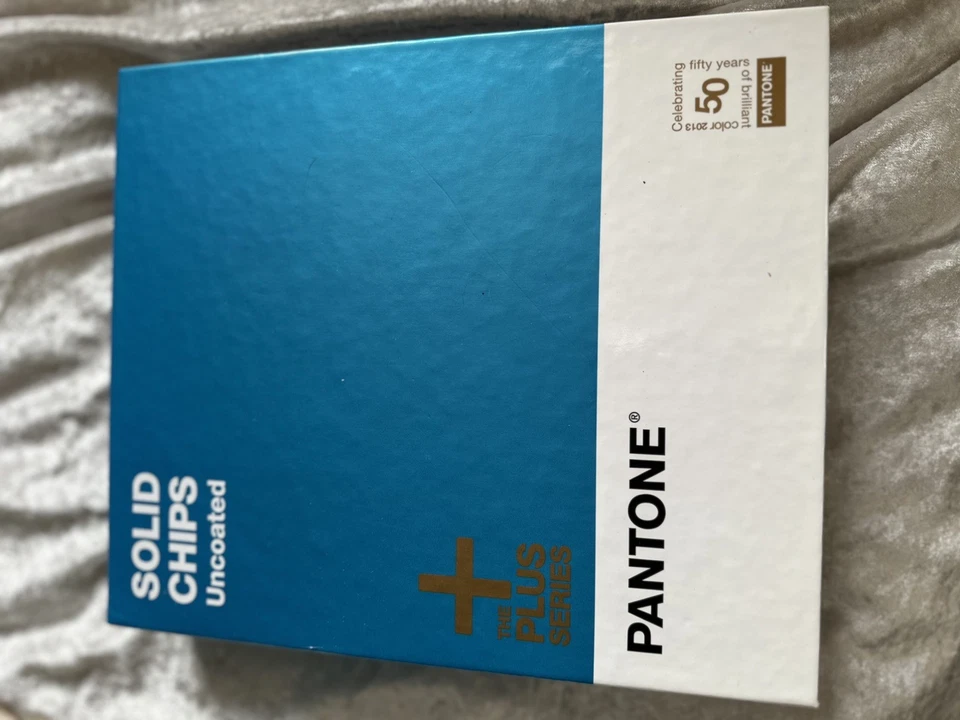 SOLID
CHIPS
Uncoated
THE
PLUS
SERIES
PANTONE®
Celebrating
fifty years
of brilliant
color 2013
50
PANTONE®